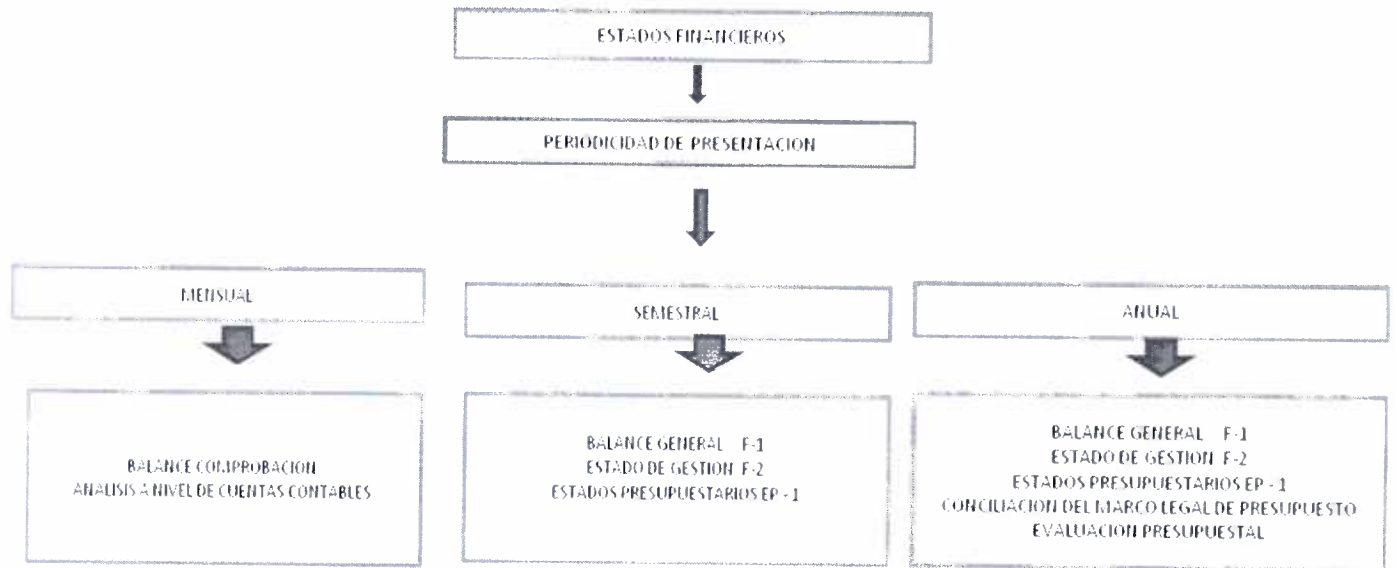 ESTADOS FINANCIEROS
PERIODICIDAD DE PRESENTACION
MENSUAL
BALANCE COMPROBACION
ANALISIS A NIVEL DE CUENTAS CONTABLES
SEMESTRAL
BALANCE GENERAL F-1
ESTADO DE GESTION F-2
ESTADOS PRESUPUESTARIOS EP - 1
ANUAL
BALANCE GENERAL F-1
ESTADO DE GESTION F-2
ESTADOS PRESUPUESTARIOS EP - 1
CONCILIACION DEL MARCO LEGAL DE PRESUPUESTO
EVALUACION PRESUPUESTAL